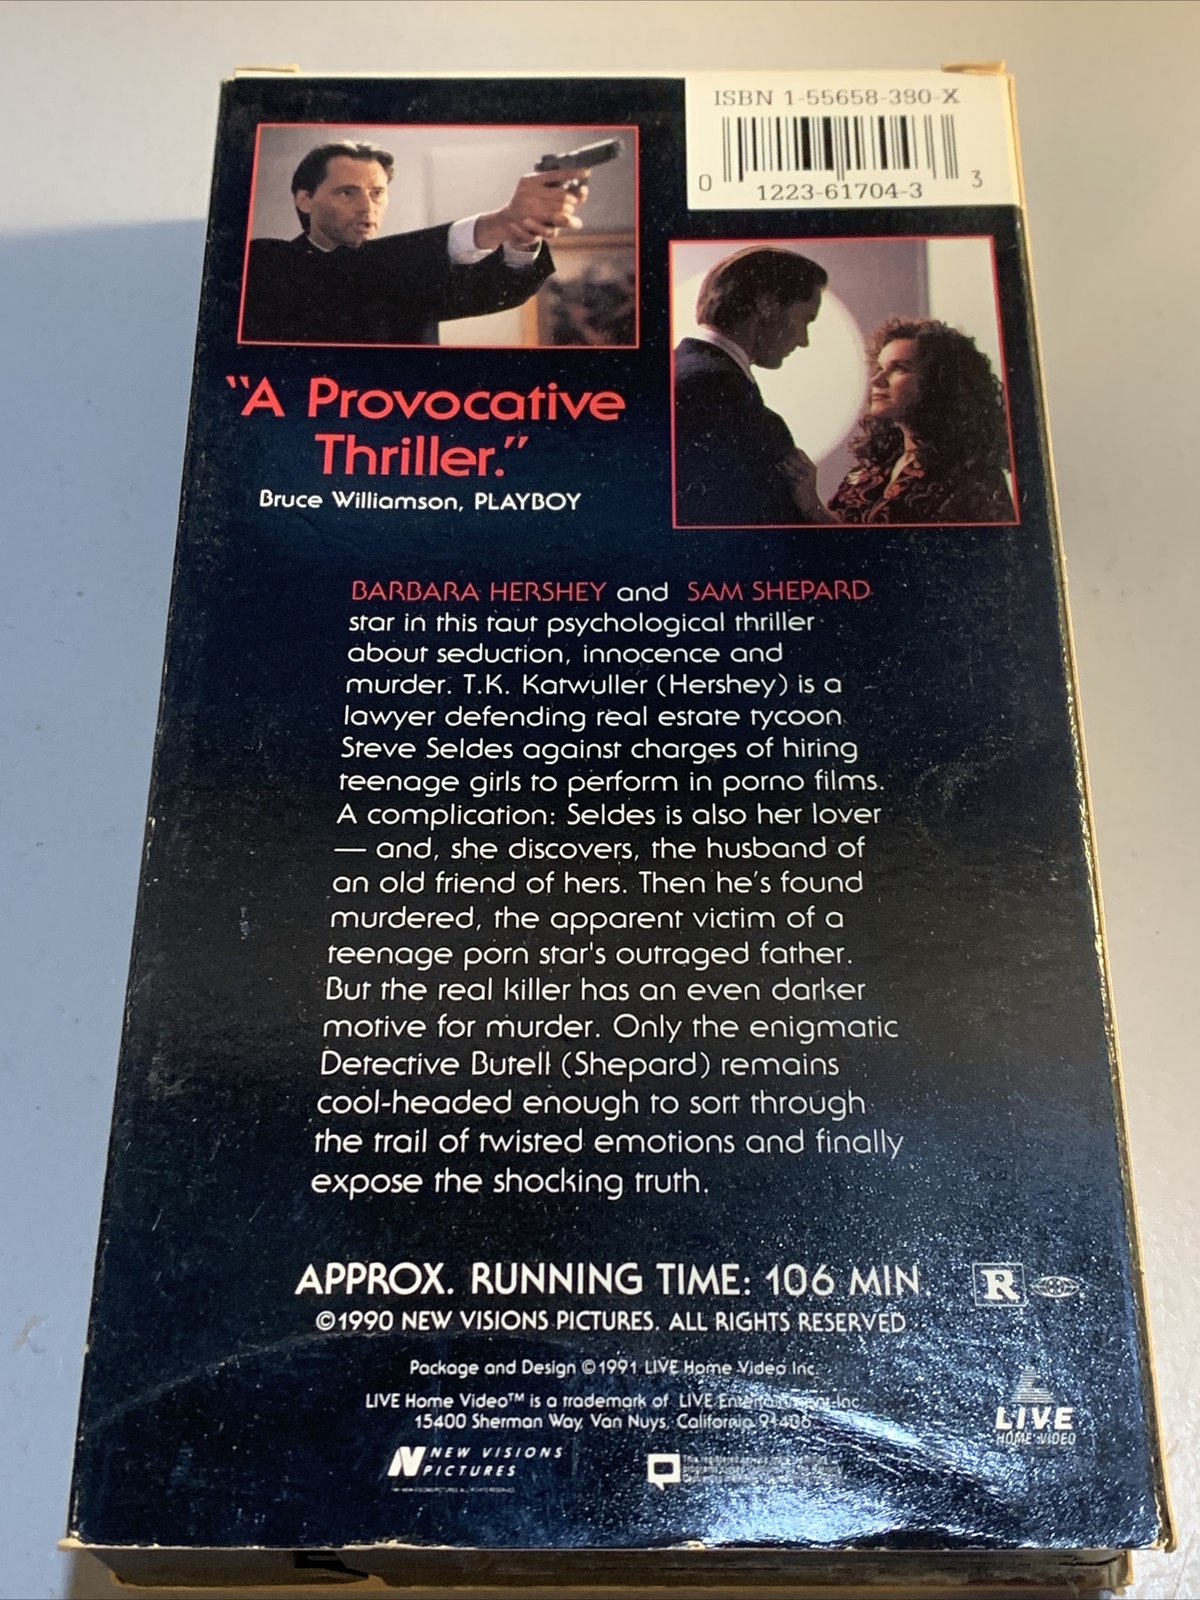 ISBN 1-55658-380-X
0 1223-61704-3 3
"A Provocative
Thriller."
Bruce Williamson, PLAYBOY
BARBARA HERSHEY and SAM SHEPARD
star in this taut psychological thriller
about seduction, innocence and
murder. T.K. Katwuller (Hershey) is a
lawyer defending real estate tycoon
Steve Seldes against charges of hiring
teenage girls to perform in porno films.
A complication: Seldes is also her lover
— and, she discovers, the husband of
an old friend of hers. Then he's found
murdered, the apparent victim of a
teenage porn star's outraged father.
But the real killer has an even darker
motive for murder. Only the enigmatic
Detective Butell (Shepard) remains
cool-headed enough to sort through
the trail of twisted emotions and finally
expose the shocking truth.
APPROX. RUNNING TIME: 106 MIN.
R
©1990 NEW VISIONS PICTURES. ALL RIGHTS RESERVED
Package and Design ©1991 LIVE Home Video Inc.
LIVE Home Video™ is a trademark of LIVE Entertainment Inc.
15400 Sherman Way, Van Nuys, California 91406
LIVE
HOME VIDEO
NEW VISIONS
PICTURES